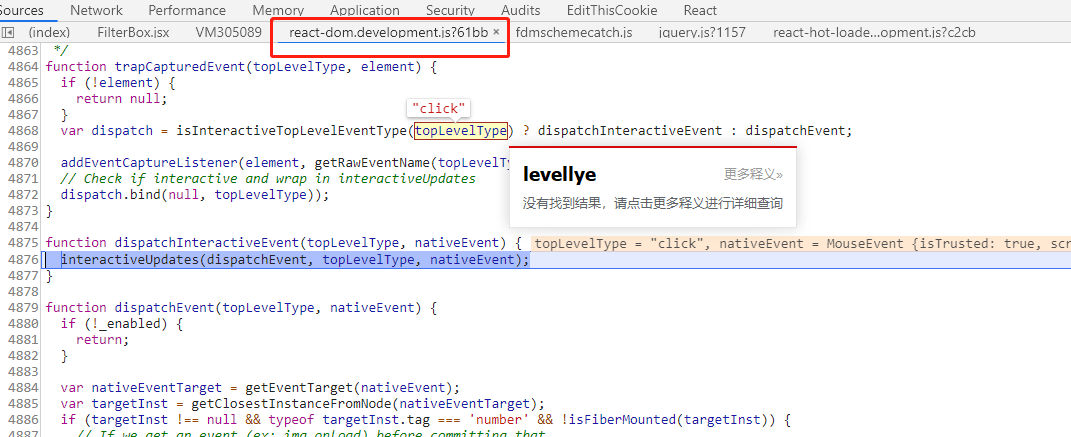 Sources Network Performance Memory Application Security Audits EditThisCookie React
(index) FilterBox.jsx VM305089 react-dom.development.js?61bb × fdmschemecatch.js jquery.js?1157 react-hot-loade...opment.js?c2cb
4863 */
4864 function trapCapturedEvent(topLevelType, element) {
4865 if (!element) {
4866 return null;
4867 }
"click"
4868 var dispatch = isInteractiveTopLevelEventType(topLevelType) ? dispatchInteractiveEvent : dispatchEvent;
4869
4870 addEventCaptureListener(element, getRawEventName(topLevelTy
4871 // Check if interactive and wrap in interactiveUpdates
4872 dispatch.bind(null, topLevelType));
4873 }
levellye 更多释义»
没有找到结果，请点击更多释义进行详细查询
4874
4875 function dispatchInteractiveEvent(topLevelType, nativeEvent) { topLevelType = "click", nativeEvent = MouseEvent {isTrusted: true, scr
4876 interactiveUpdates(dispatchEvent, topLevelType, nativeEvent);
4877 }
4878
4879 function dispatchEvent(topLevelType, nativeEvent) {
4880 if (!_enabled) {
4881 return;
4882 }
4883
4884 var nativeEventTarget = getEventTarget(nativeEvent);
4885 var targetInst = getClosestInstanceFromNode(nativeEventTarget);
4886 if (targetInst !== null && typeof targetInst.tag === 'number' && !isFiberMounted(targetInst)) {
4887 // If we get an event (ex: img onload) before committing that